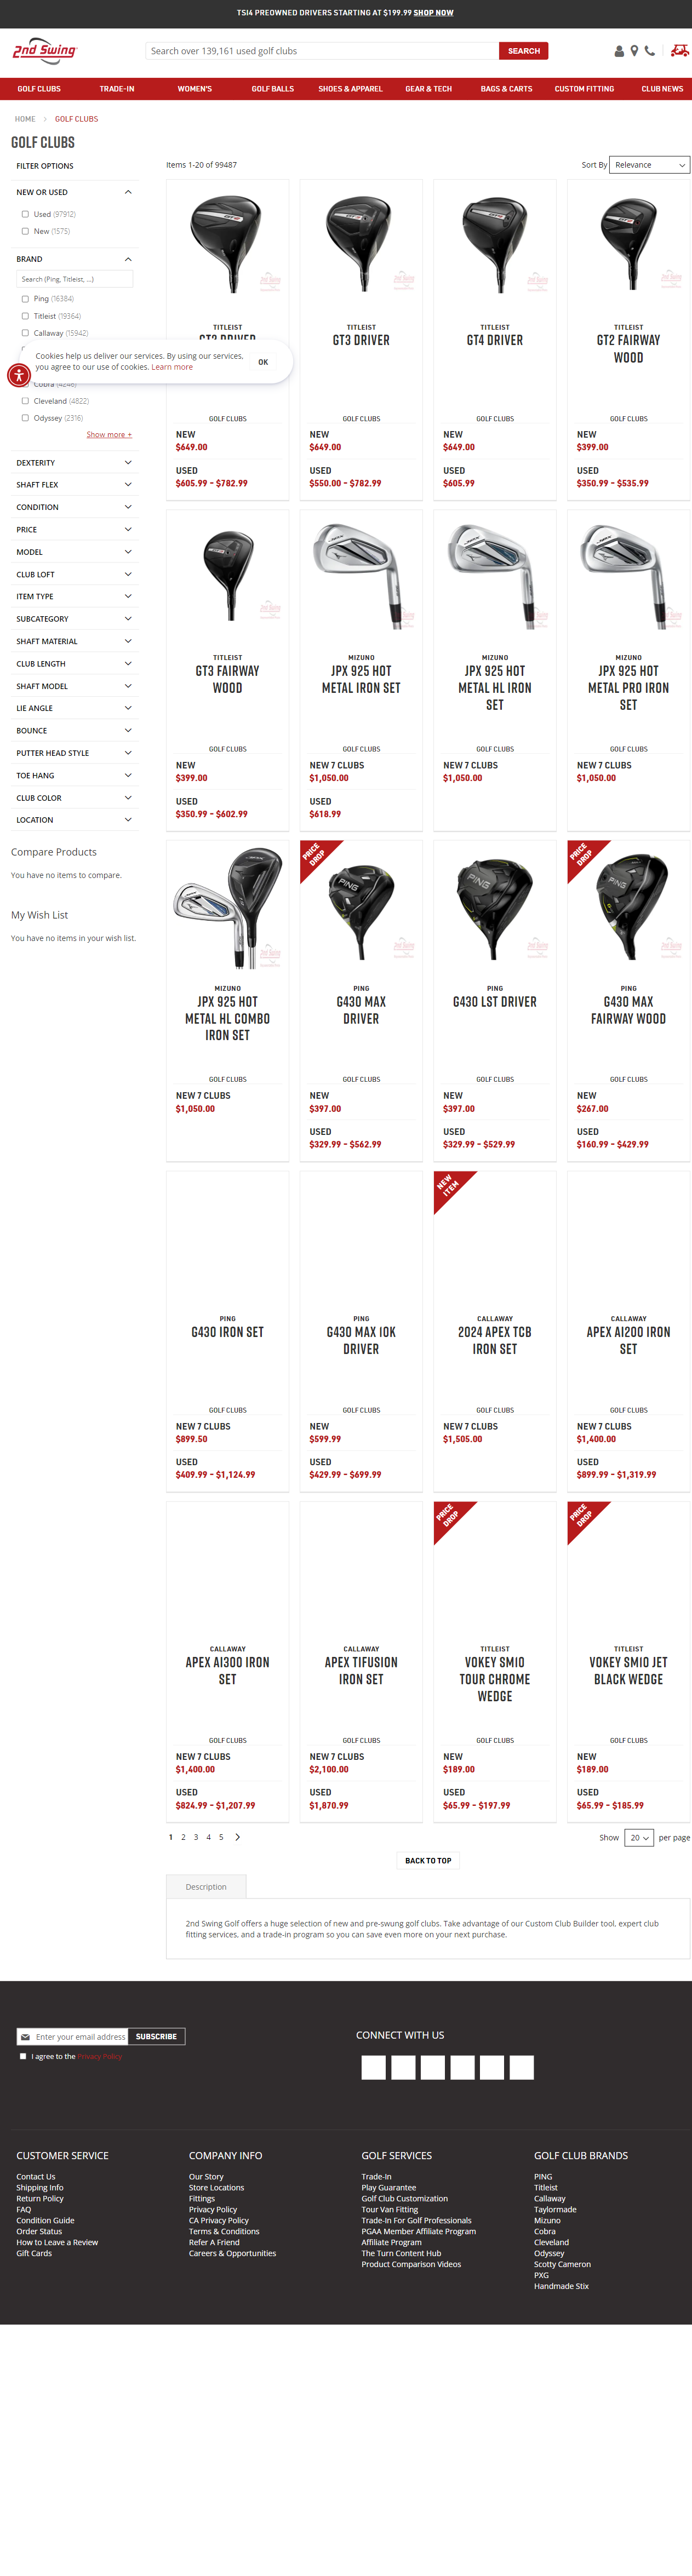 TSI4 PREOWNED DRIVERS STARTING AT $199.99 SHOP NOW
2nd Swing
Search over 139,161 used golf clubs
SEARCH
GOLF CLUBS TRADE-IN WOMEN'S GOLF BALLS SHOES & APPAREL GEAR & TECH BAGS & CARTS CUSTOM FITTING CLUB NEWS
HOME > GOLF CLUBS
GOLF CLUBS
FILTER OPTIONS
NEW OR USED
Used (97912)
New (1575)
BRAND
Search (Ping, Titleist, ...)
Ping (16384)
Titleist (19364)
Callaway (15942)
Cookies help us deliver our services. By using our services,
you agree to our use of cookies. Learn more
OK
Cobra (4246)
Cleveland (4822)
Odyssey (2316)
Show more +
DEXTERITY
SHAFT FLEX
CONDITION
PRICE
MODEL
CLUB LOFT
ITEM TYPE
SUBCATEGORY
SHAFT MATERIAL
CLUB LENGTH
SHAFT MODEL
LIE ANGLE
BOUNCE
PUTTER HEAD STYLE
TOE HANG
CLUB COLOR
LOCATION
Compare Products
You have no items to compare.
My Wish List
You have no items in your wish list.
Items 1-20 of 99487
Sort By Relevance
TITLEIST
GT2 DRIVER
GOLF CLUBS
NEW
$649.00
USED
$605.99 - $782.99
TITLEIST
GT3 DRIVER
GOLF CLUBS
NEW
$649.00
USED
$550.00 - $782.99
TITLEIST
GT4 DRIVER
GOLF CLUBS
NEW
$649.00
USED
$605.99
TITLEIST
GT2 FAIRWAY
WOOD
GOLF CLUBS
NEW
$399.00
USED
$350.99 - $535.99
TITLEIST
GT3 FAIRWAY
WOOD
GOLF CLUBS
NEW
$399.00
USED
$350.99 - $602.99
MIZUNO
JPX 925 HOT
METAL IRON SET
GOLF CLUBS
NEW 7 CLUBS
$1,050.00
USED
$618.99
MIZUNO
JPX 925 HOT
METAL HL IRON
SET
GOLF CLUBS
NEW 7 CLUBS
$1,050.00
MIZUNO
JPX 925 HOT
METAL PRO IRON
SET
GOLF CLUBS
NEW 7 CLUBS
$1,050.00
MIZUNO
JPX 925 HOT
METAL HL COMBO
IRON SET
GOLF CLUBS
NEW 7 CLUBS
$1,050.00
PRICE
DROP
PING
PING
G430 MAX
DRIVER
GOLF CLUBS
NEW
$397.00
USED
$329.99 - $562.99
PING
PING
G430 LST DRIVER
GOLF CLUBS
NEW
$397.00
USED
$329.99 - $529.99
PRICE
DROP
PING
PING
G430 MAX
FAIRWAY WOOD
GOLF CLUBS
NEW
$267.00
USED
$160.99 - $429.99
PING
G430 IRON SET
GOLF CLUBS
NEW 7 CLUBS
$899.50
USED
$409.99 - $1,124.99
PING
G430 MAX 10K
DRIVER
GOLF CLUBS
NEW
$599.99
USED
$429.99 - $699.99
NEW
ITEM
CALLAWAY
2024 APEX TCB
IRON SET
GOLF CLUBS
NEW 7 CLUBS
$1,505.00
CALLAWAY
APEX AI200 IRON
SET
GOLF CLUBS
NEW 7 CLUBS
$1,400.00
USED
$899.99 - $1,319.99
CALLAWAY
APEX AI300 IRON
SET
GOLF CLUBS
NEW 7 CLUBS
$1,400.00
USED
$824.99 - $1,207.99
CALLAWAY
APEX TIFUSION
IRON SET
GOLF CLUBS
NEW 7 CLUBS
$2,100.00
USED
$1,870.99
PRICE
DROP
TITLEIST
VOKEY SM10
TOUR CHROME
WEDGE
GOLF CLUBS
NEW
$189.00
USED
$65.99 - $197.99
PRICE
DROP
TITLEIST
VOKEY SM10 JET
BLACK WEDGE
GOLF CLUBS
NEW
$189.00
USED
$65.99 - $185.99
1 2 3 4 5
Show 20 per page
BACK TO TOP
Description
2nd Swing Golf offers a huge selection of new and pre-swung golf clubs. Take advantage of our Custom Club Builder tool, expert club
fitting services, and a trade-in program so you can save even more on your next purchase.
Enter your email address
SUBSCRIBE
I agree to the Privacy Policy
CONNECT WITH US
CUSTOMER SERVICE
Contact Us
Shipping Info
Return Policy
FAQ
Condition Guide
Order Status
How to Leave a Review
Gift Cards
COMPANY INFO
Our Story
Store Locations
Fittings
Privacy Policy
CA Privacy Policy
Terms & Conditions
Refer A Friend
Careers & Opportunities
GOLF SERVICES
Trade-In
Play Guarantee
Golf Club Customization
Tour Van Fitting
Trade-In For Golf Professionals
PGAA Member Affiliate Program
Affiliate Program
The Turn Content Hub
Product Comparison Videos
GOLF CLUB BRANDS
PING
Titleist
Callaway
Taylormade
Mizuno
Cobra
Cleveland
Odyssey
Scotty Cameron
PXG
Handmade Stix